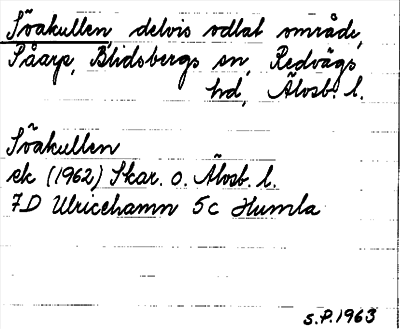 Svakullen, delvis odlat område,
Påarp, Blidsbergs sn, Redvägs
hd, Älvsb. l.
Svakullen
ek (1962) Skar. o. Älvsb. l.
7D Ulricehamn 5c Humla
S.P. 1963